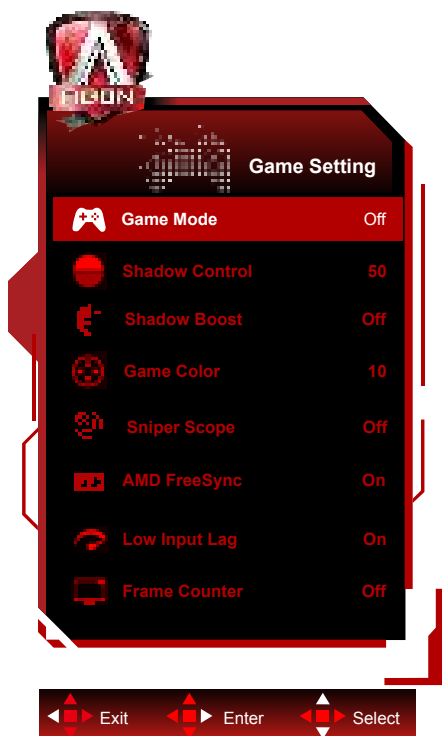 AGON
Game Setting
Game Mode Off
Shadow Control 50
Shadow Boost Off
Game Color 10
Sniper Scope Off
AMD FreeSync On
Low Input Lag On
Frame Counter Off
Exit Enter Select